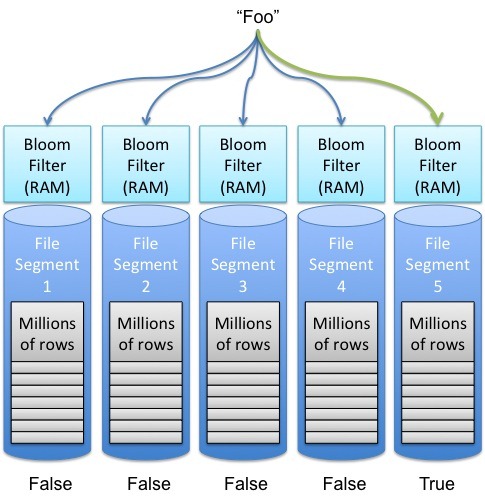 “Foo”
Bloom
Filter
(RAM)
Bloom
Filter
(RAM)
Bloom
Filter
(RAM)
Bloom
Filter
(RAM)
Bloom
Filter
(RAM)
File
Segment
1
File
Segment
2
File
Segment
3
File
Segment
4
File
Segment
5
Millions
of rows
Millions
of rows
Millions
of rows
Millions
of rows
Millions
of rows
False
False
False
False
True